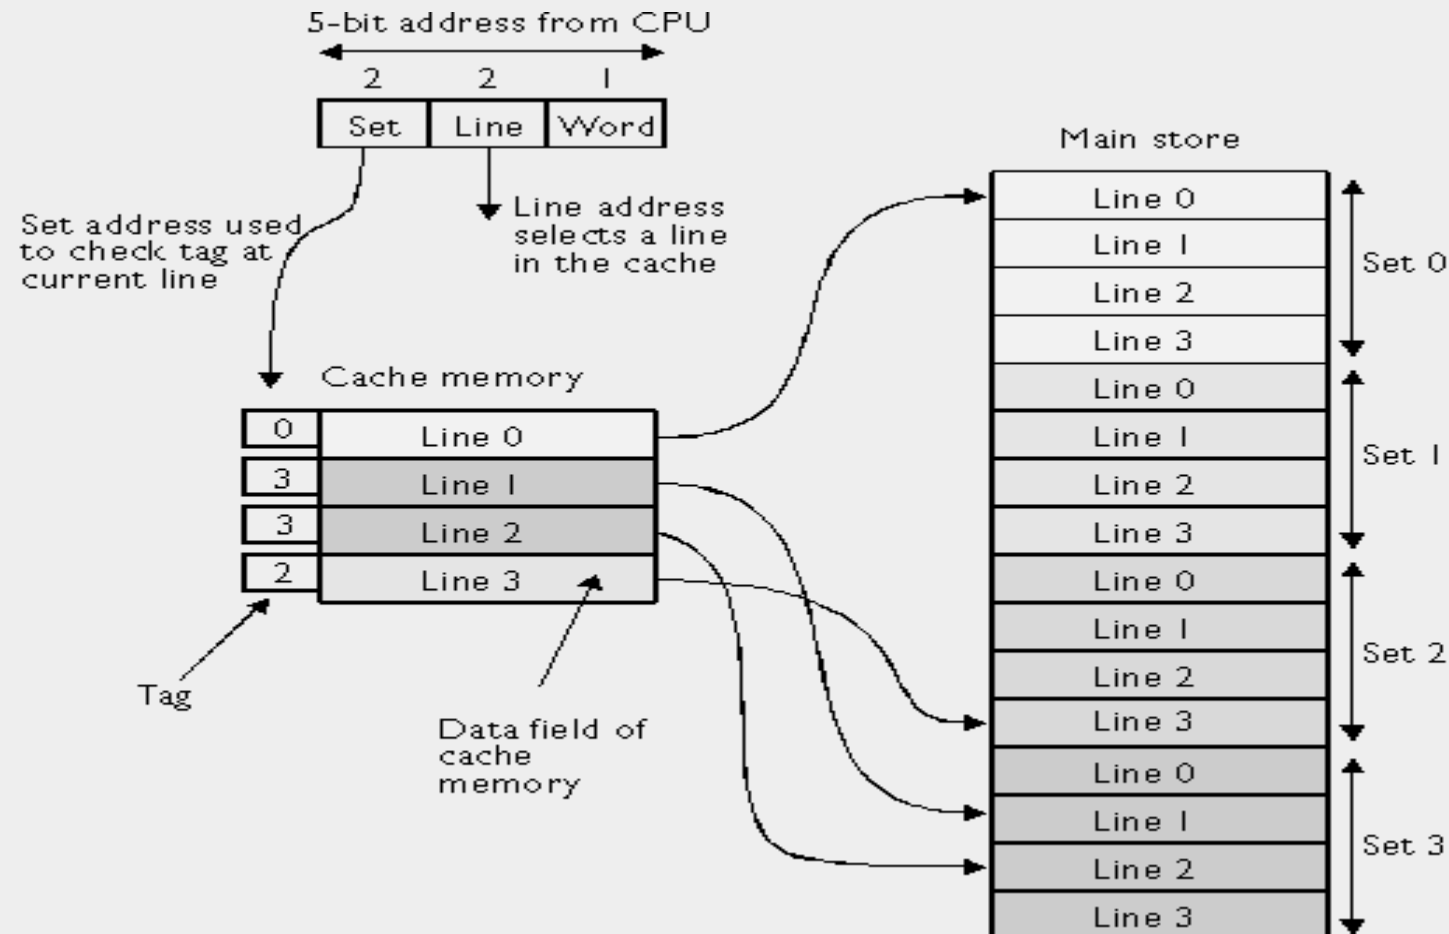 5-bit address from CPU
2 2 1
Set Line Word
Set address used
to check tag at
current line
Line address
selects a line
in the cache
Cache memory
0 Line 0
3 Line 1
3 Line 2
2 Line 3
Tag
Data field of
cache
memory
Main store
Line 0
Line 1
Line 2
Line 3
Set 0
Line 0
Line 1
Line 2
Line 3
Set 1
Line 0
Line 1
Line 2
Line 3
Set 2
Line 0
Line 1
Line 2
Line 3
Set 3